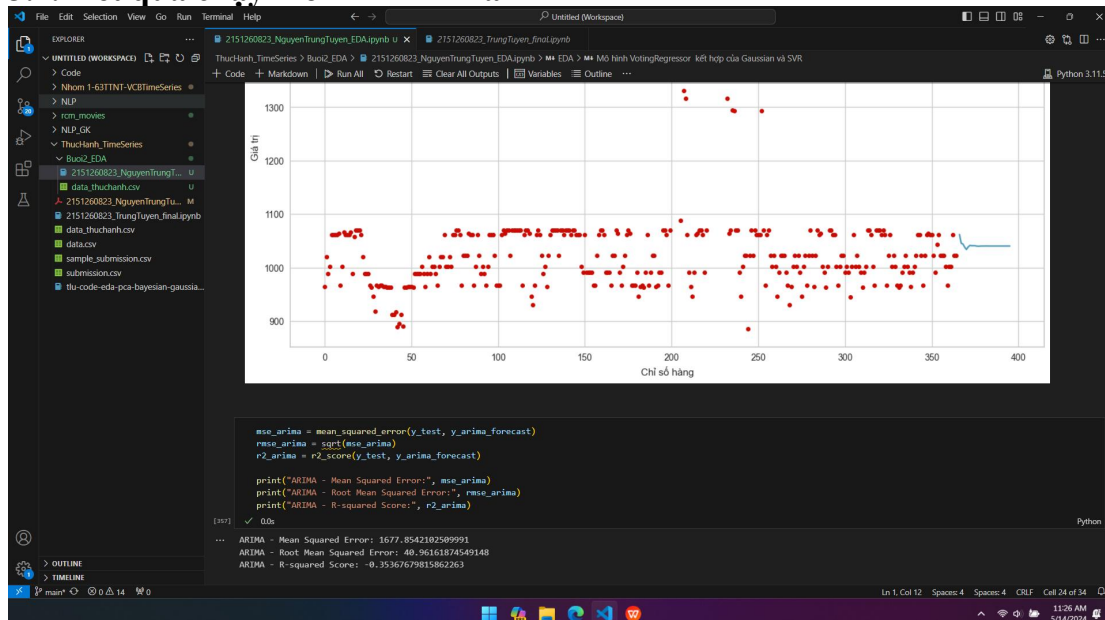 File Edit Selection View Go Run Terminal Help
Untitled (Workspace)
EXPLORER
UNTITLED (WORKSPACE)
Code
Nhom 1-63TTNT-VCBTimeSeries
NLP
rcm_movies
NLP_GK
ThucHanh_TimeSeries
Buoi2_EDA
2151260823_NguyenTrungT... U
data_thuchanh.csv U
2151260823_NguyenTrungTu... M
2151260823_TrungTuyen_final.ipynb
data_thuchanh.csv
data.csv
sample_submission.csv
submission.csv
tlu-code-eda-pca-bayesian-gaussia...
OUTLINE
TIMELINE
2151260823_NguyenTrungTuyen_EDA.ipynb U
2151260823_TrungTuyen_final.ipynb
ThucHanh_TimeSeries > Buoi2_EDA > 2151260823_NguyenTrungTuyen_EDA.ipynb > M↓ EDA > M↓ Mô hình VotingRegressor kết hợp của Gaussian và SVR
+ Code + Markdown | Run All Restart Clear All Outputs | Variables Outline ...
Python 3.11.5
1300
1200
1100
1000
900
Giá trị
0 50 100 150 200 250 300 350 400
Chỉ số hàng
mse_arima = mean_squared_error(y_test, y_arima_forecast)
rmse_arima = sqrt(mse_arima)
r2_arima = r2_score(y_test, y_arima_forecast)
print("ARIMA - Mean Squared Error:", mse_arima)
print("ARIMA - Root Mean Squared Error:", rmse_arima)
print("ARIMA - R-squared Score:", r2_arima)
[357] ✓ 0.0s
Python
... ARIMA - Mean Squared Error: 1677.8542102509991
ARIMA - Root Mean Squared Error: 40.96161874549148
ARIMA - R-squared Score: -0.35367679815862263
main* 0 14 0
Ln 1, Col 12 Spaces: 4 Spaces: 4 CRLF Cell 24 of 34
11:26 AM
5/14/2024